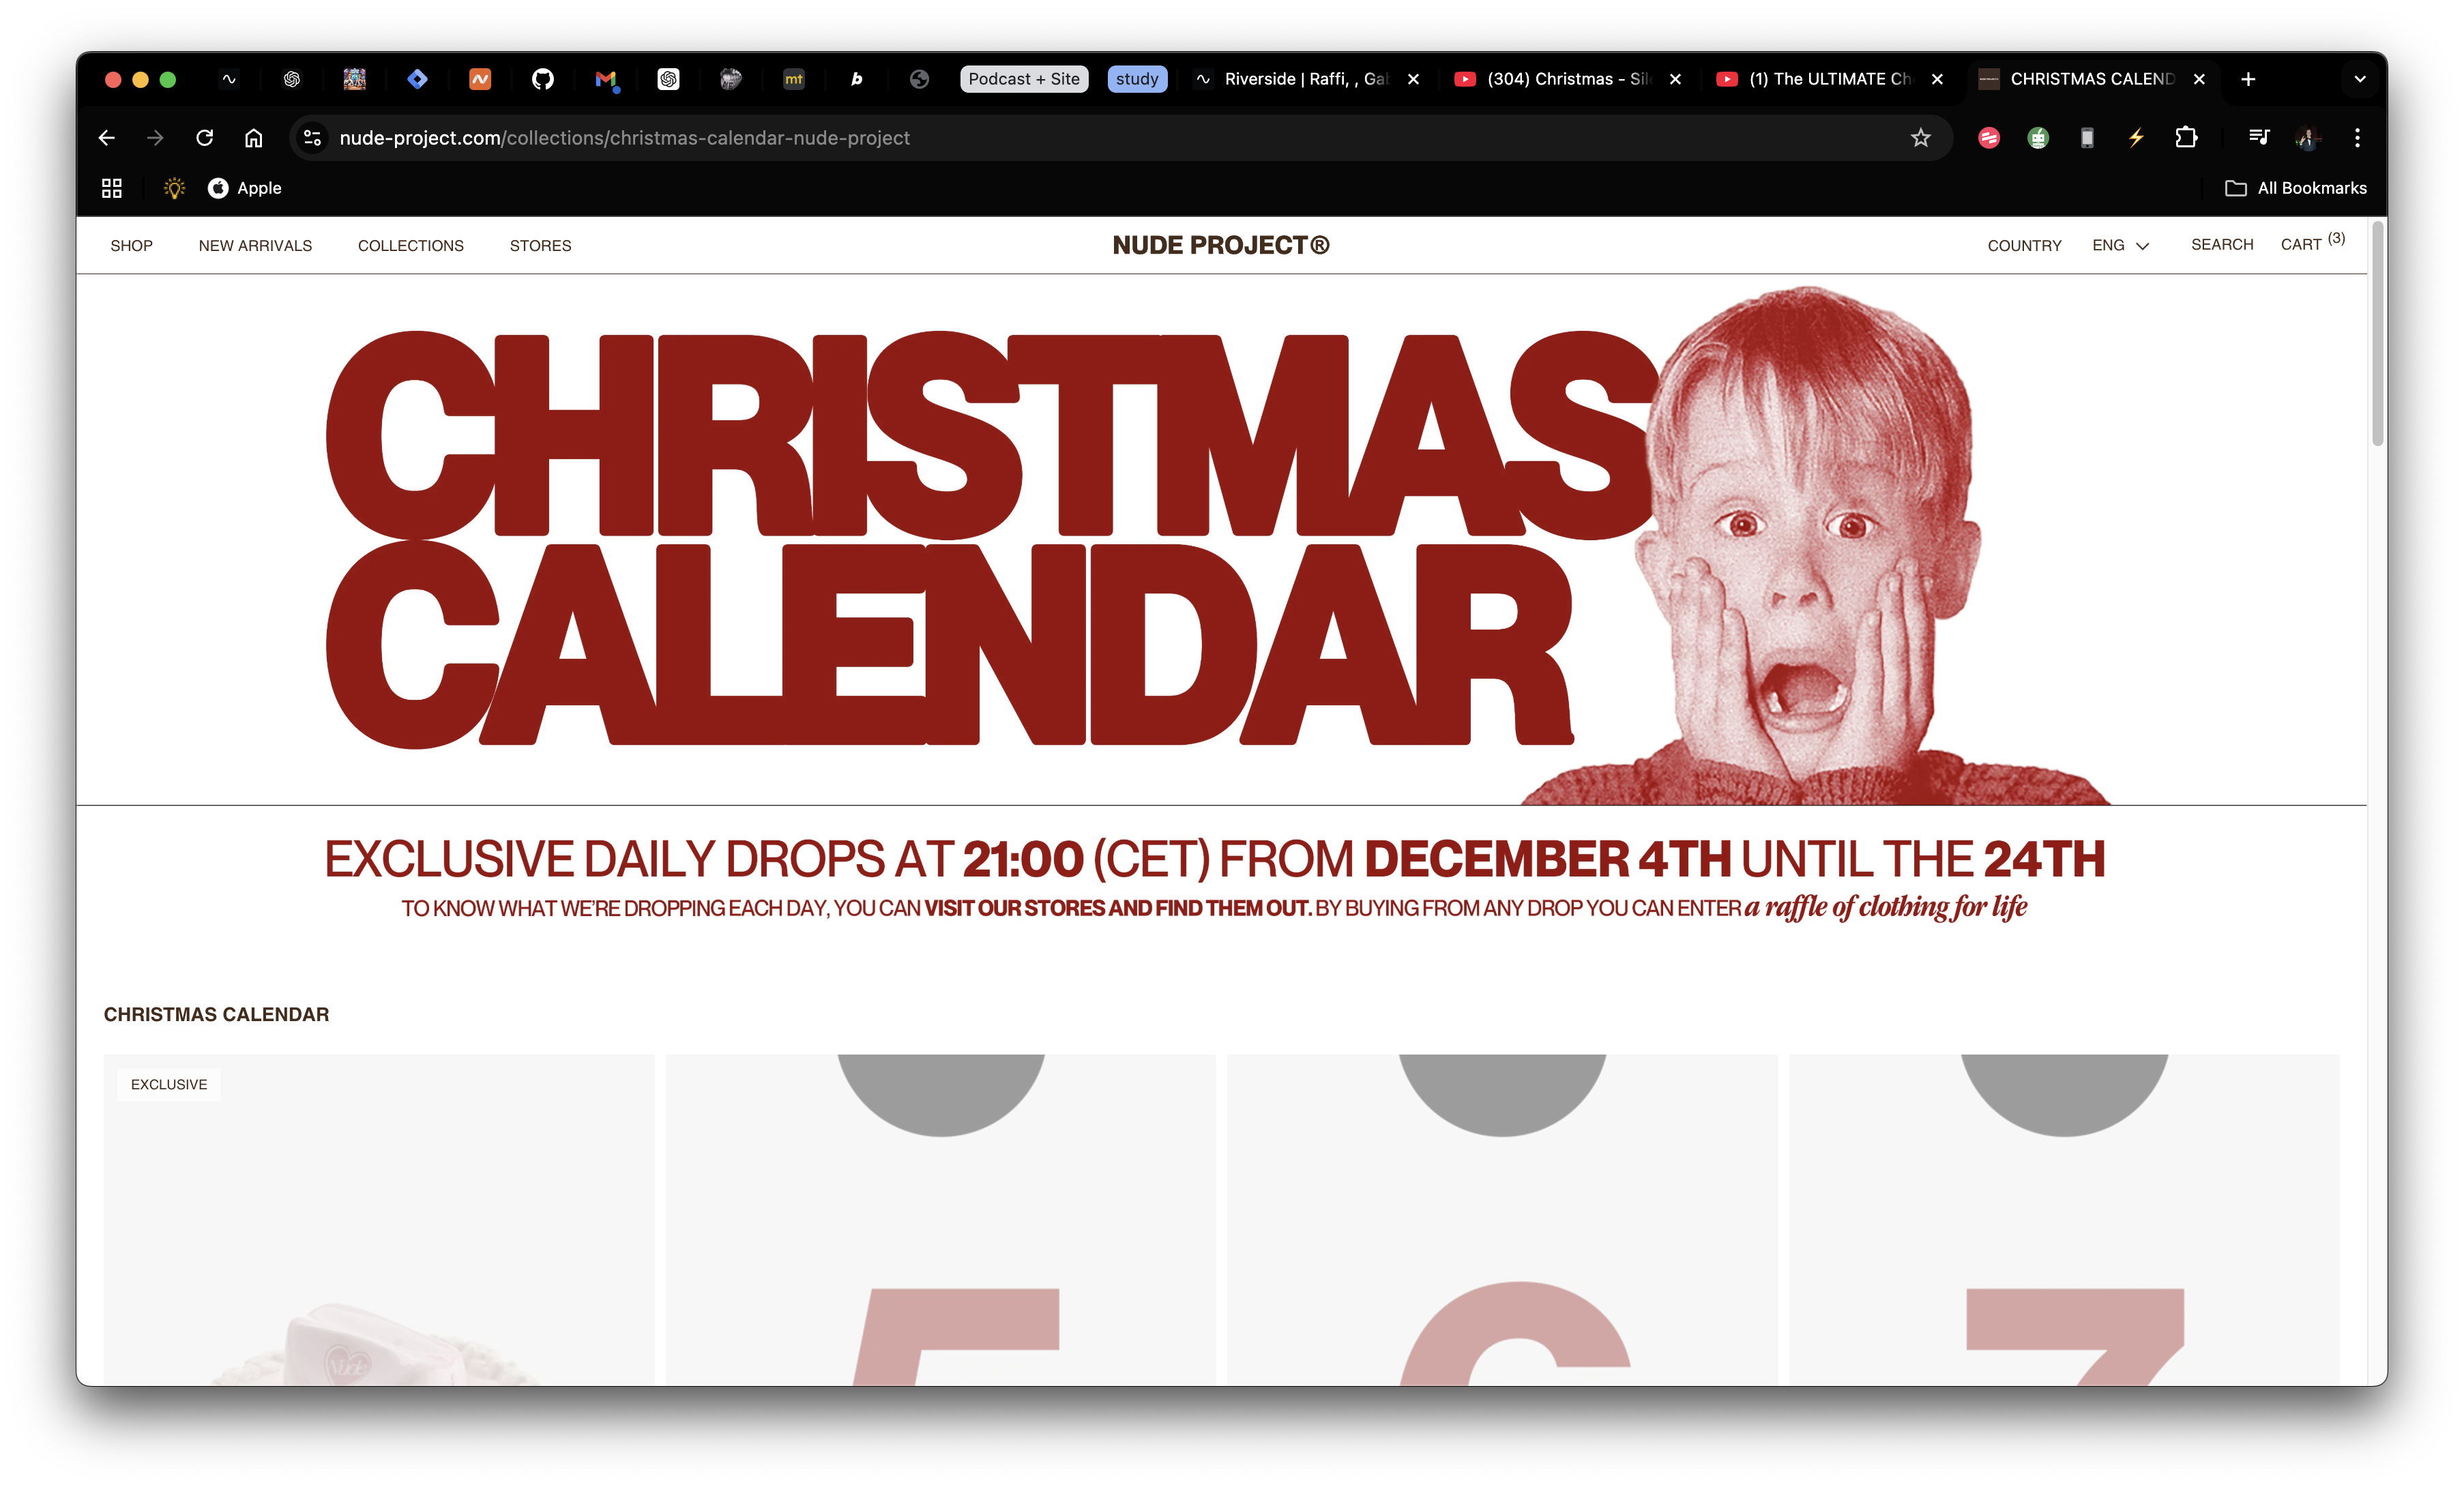 mt
b
Podcast + Site
study
Riverside | Raffi, , Gab
(304) Christmas - Sil
(1) The ULTIMATE Ch
CHRISTMAS CALEND
nude-project.com/collections/christmas-calendar-nude-project
Apple
All Bookmarks
SHOP NEW ARRIVALS COLLECTIONS STORES NUDE PROJECT® COUNTRY ENG SEARCH CART (3)
CHRISTMAS
CALENDAR
EXCLUSIVE DAILY DROPS AT 21:00 (CET) FROM DECEMBER 4TH UNTIL THE 24TH
TO KNOW WHAT WE'RE DROPPING EACH DAY, YOU CAN VISIT OUR STORES AND FIND THEM OUT. BY BUYING FROM ANY DROP YOU CAN ENTER a raffle of clothing for life
CHRISTMAS CALENDAR
EXCLUSIVE
5 6 7